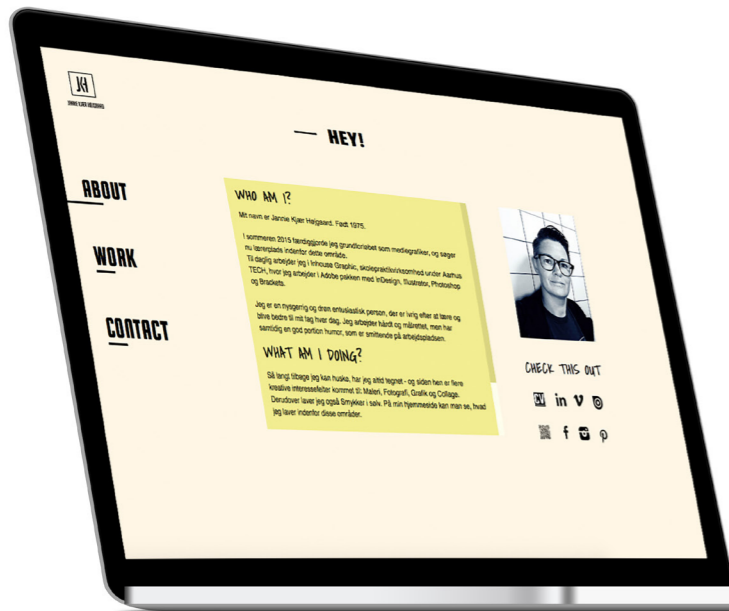 JKH
JANNE KJÆR HØJGAARD
HEY!
ABOUT
WORK
CONTACT
WHO AM I?
Mit navn er Janne Kjær Højgaard. Født 1975.
I sommeren 2015 færdiggjorde jeg grundforløbet som mediegrafiker, og søger
nu lærerplads indenfor dette område.
Til daglig arbejder jeg i Inhouse Graphic, skolepraktikvirksomhed under Aarhus
TECH, hvor jeg arbejder i Adobe pakken med InDesign, Illustrator, Photoshop
og Brackets.
Jeg er en nysgerrig og drøn entusiastisk person, der er ivrig efter at lære og
blive bedre til mit fag hver dag. Jeg arbejder hårdt og målrettet, men har
samtidig en god portion humor, som er smittende på arbejdspladsen.
WHAT AM I DOING?
Så langt tilbage jeg kan huske, har jeg altid tegnet - og siden hen er flere
kreative interessefelter kommet til: Maleri, Fotografi, Grafik og Collage.
Derudover laver jeg også Smykker i sølv. På min hjemmeside kan man se, hvad
jeg laver indenfor disse områder.
CHECK THIS OUT
CV in
f